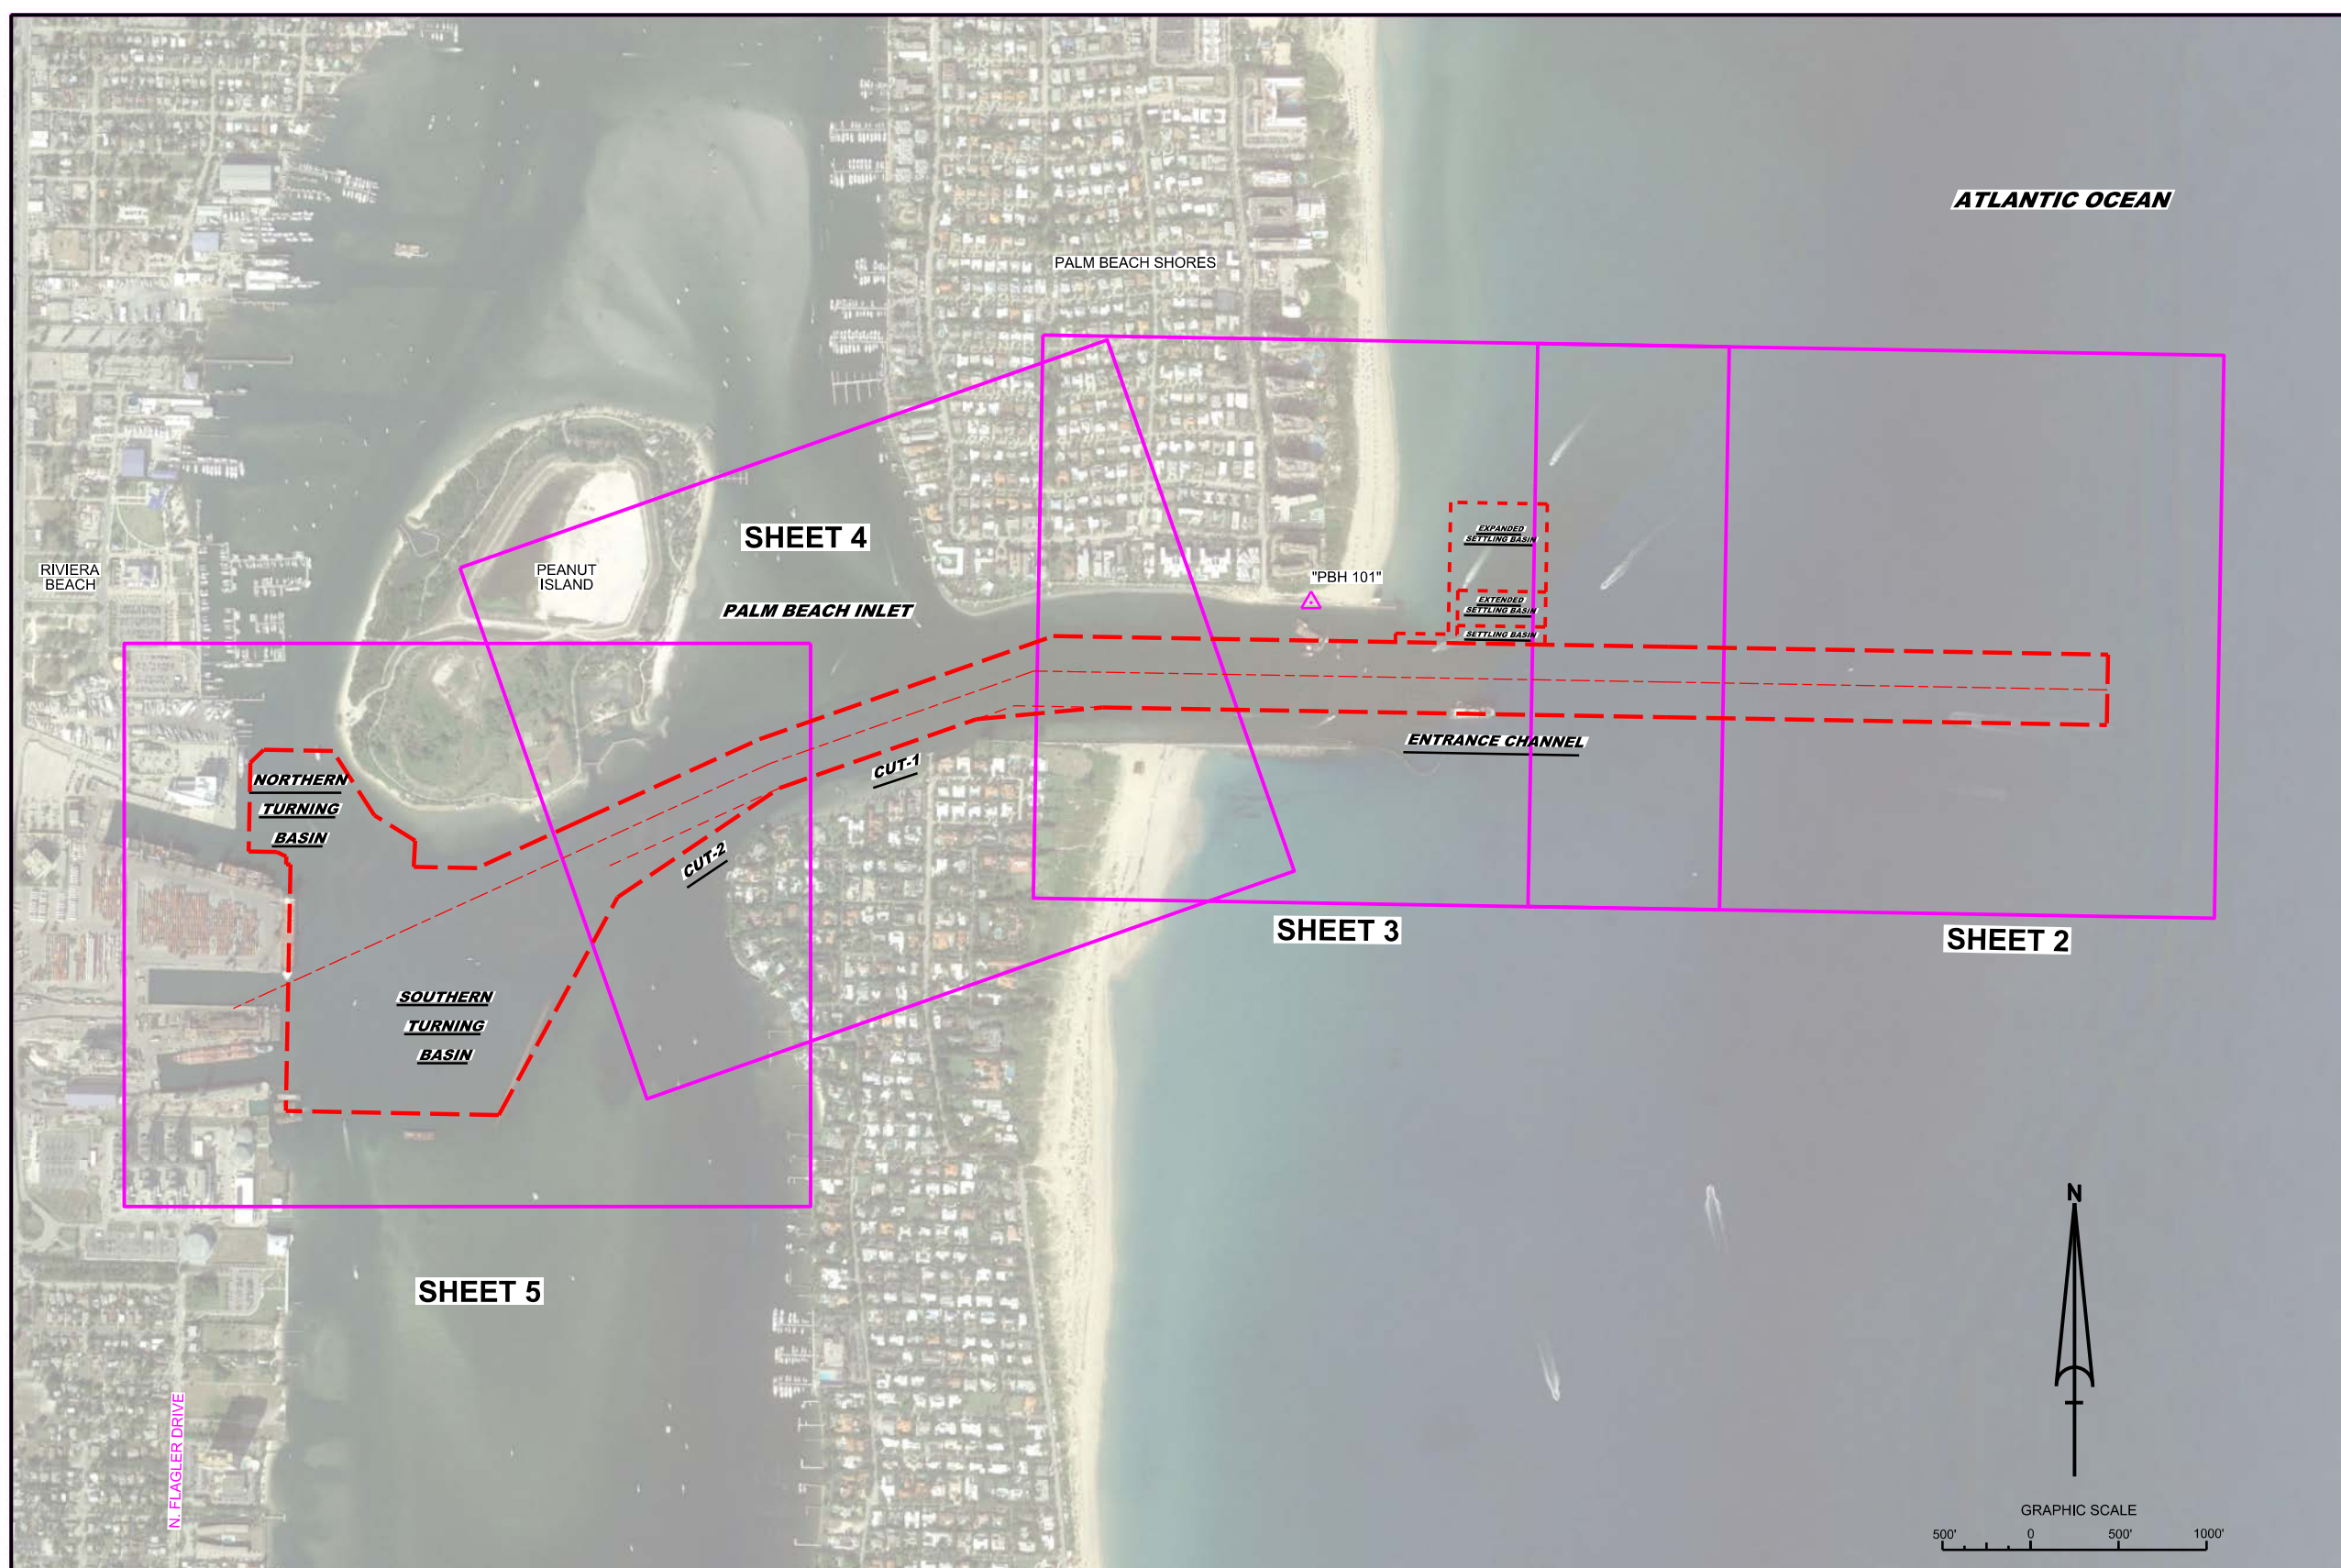 ATLANTIC OCEAN
PALM BEACH SHORES
SHEET 4
EXPANDED
SETTLING BASIN
RIVIERA
BEACH
PEANUT
ISLAND
"PBH 101"
PALM BEACH INLET
EXTENDED
SETTLING BASIN
SETTLING BASIN
ENTRANCE CHANNEL
CUT-1
NORTHERN
TURNING
BASIN
CUT-2
SHEET 3
SHEET 2
SOUTHERN
TURNING
BASIN
N
SHEET 5
N. FLAGLER DRIVE
GRAPHIC SCALE
500' 0 500' 1000'